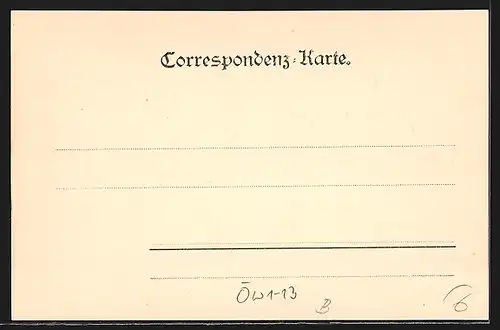 Correspondenz-Karte.
ÖW1-13
B
6